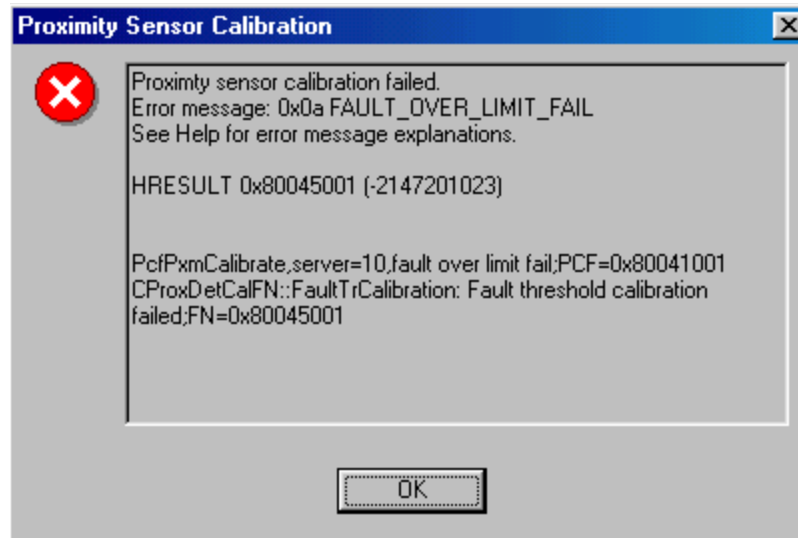 Proximity Sensor Calibration
Proximty sensor calibration failed.
Error message: 0x0a FAULT_OVER_LIMIT_FAIL
See Help for error message explanations.
HRESULT 0x80045001 (-2147201023)
PcfPxmCalibrate,server=10,fault over limit fail;PCF=0x80041001
CProxDetCalFN::FaultTrCalibration: Fault threshold calibration
failed;FN=0x80045001
OK